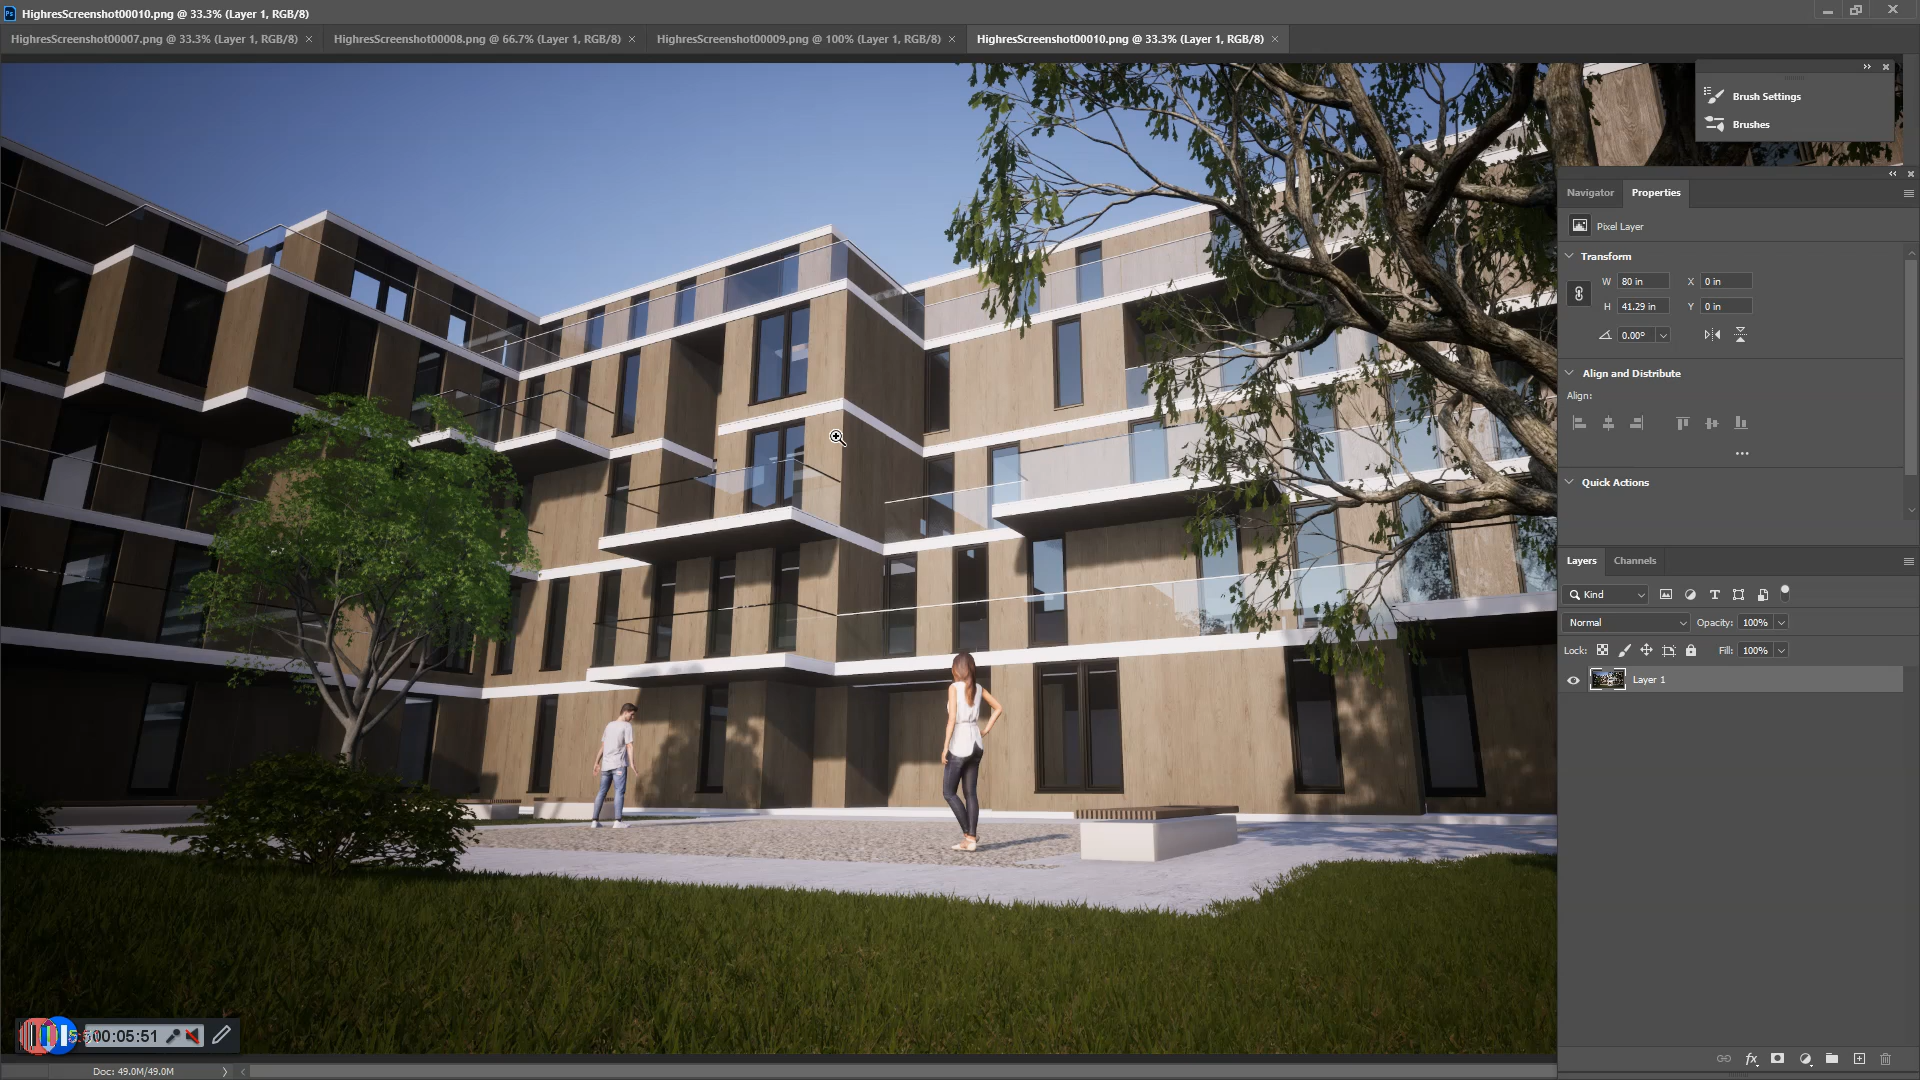 HighresScreenshot00010.png @ 33.3% (Layer 1, RGB/8)
HighresScreenshot00007.png @ 33.3% (Layer 1, RGB/8)
HighresScreenshot00008.png @ 66.7% (Layer 1, RGB/8)
HighresScreenshot00009.png @ 100% (Layer 1, RGB/8)
HighresScreenshot00010.png @ 33.3% (Layer 1, RGB/8)
Brush Settings
Brushes
Navigator
Properties
Pixel Layer
Transform
W 80 in X 0 in
H 41.29 in Y 0 in
0.00°
Align and Distribute
Align:
Quick Actions
Layers
Channels
Kind
Normal Opacity: 100%
Lock: Fill: 100%
Layer 1
00:05:51
Doc: 49.0M/49.0M